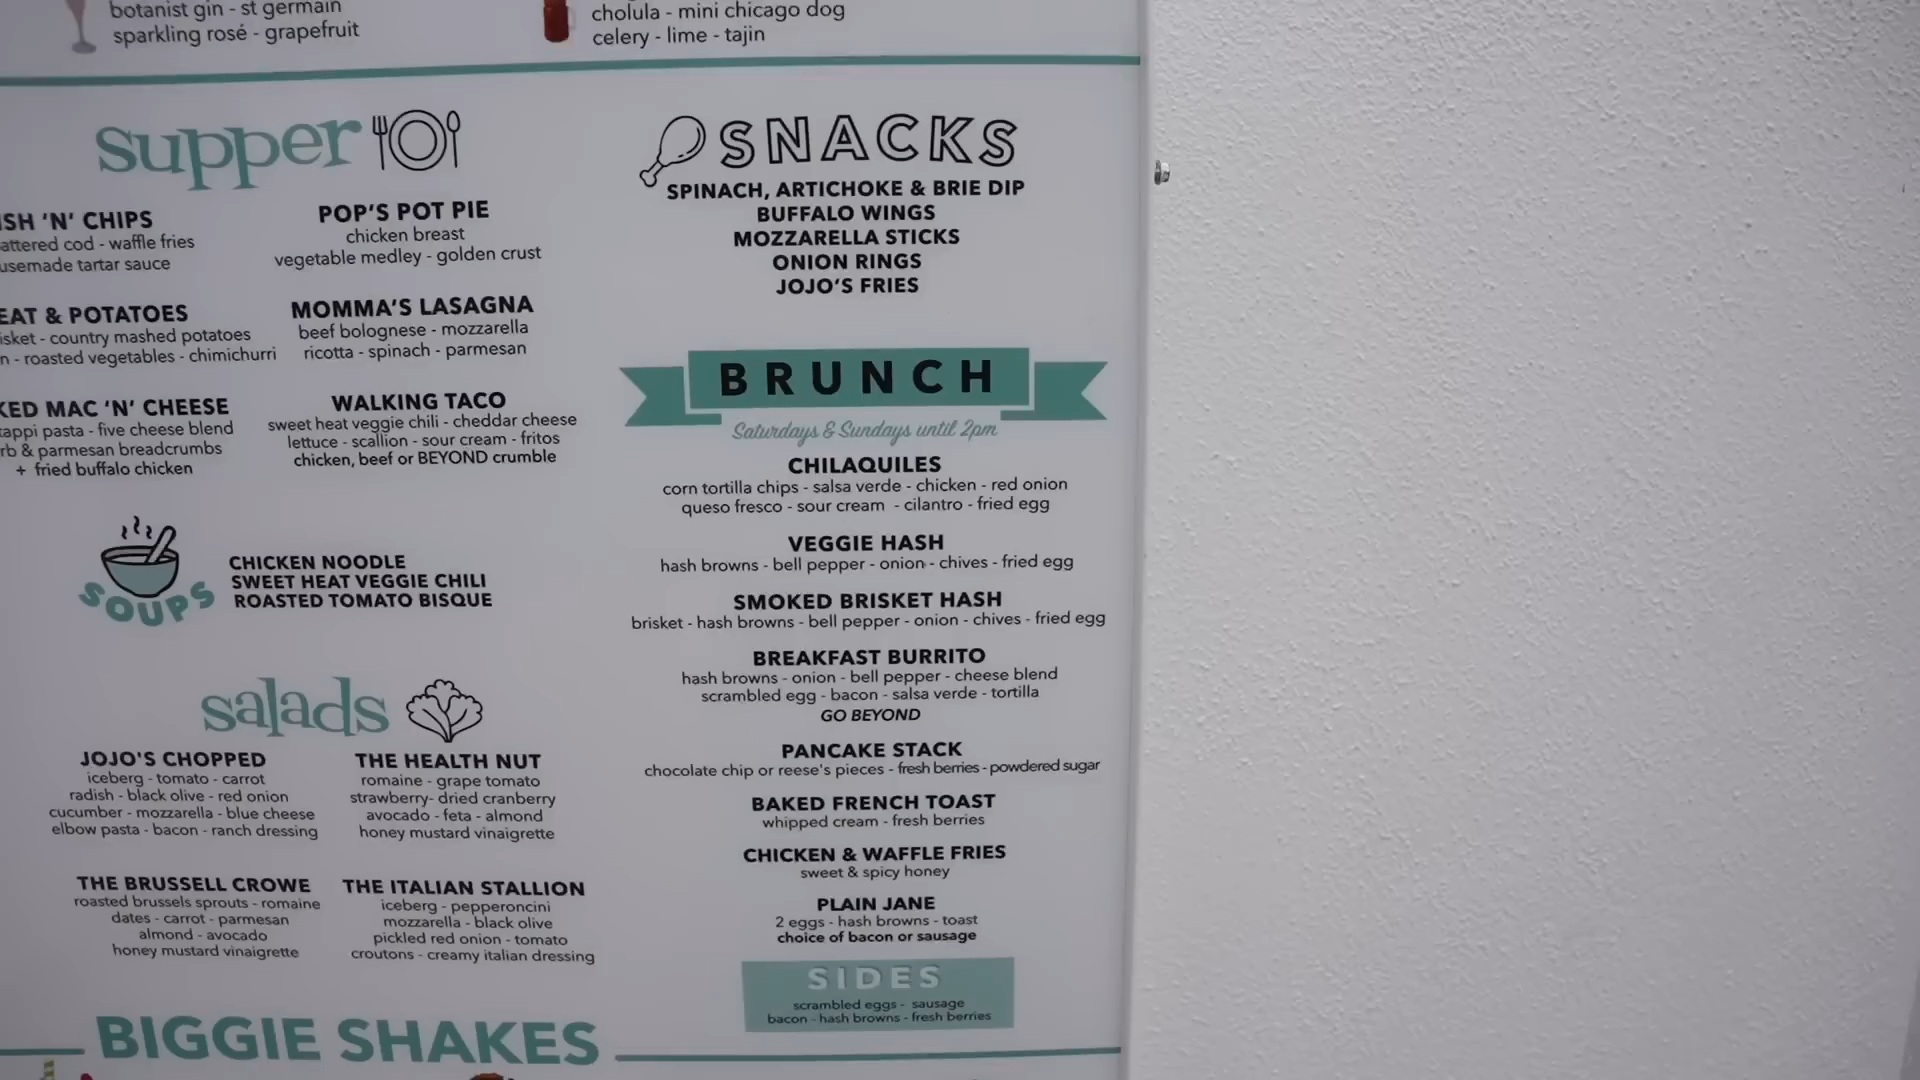 botanist gin - st germain
sparkling rosé - grapefruit
cholula - mini chicago dog
celery - lime - tajin
supper
ISH 'N' CHIPS
attered cod - waffle fries
usemade tartar sauce
EAT & POTATOES
isket - country mashed potatoes
n - roasted vegetables - chimichurri
KED MAC 'N' CHEESE
appi pasta - five cheese blend
rb & parmesan breadcrumbs
+ fried buffalo chicken
POP'S POT PIE
chicken breast
vegetable medley - golden crust
MOMMA'S LASAGNA
beef bolognese - mozzarella
ricotta - spinach - parmesan
WALKING TACO
sweet heat veggie chili - cheddar cheese
lettuce - scallion - sour cream - fritos
chicken, beef or BEYOND crumble
SOUPS
CHICKEN NOODLE
SWEET HEAT VEGGIE CHILI
ROASTED TOMATO BISQUE
salads
JOJO'S CHOPPED
iceberg - tomato - carrot
radish - black olive - red onion
cucumber - mozzarella - blue cheese
elbow pasta - bacon - ranch dressing
THE HEALTH NUT
romaine - grape tomato
strawberry- dried cranberry
avocado - feta - almond
honey mustard vinaigrette
THE BRUSSELL CROWE
roasted brussels sprouts - romaine
dates - carrot - parmesan
almond - avocado
honey mustard vinaigrette
THE ITALIAN STALLION
iceberg - pepperoncini
mozzarella - black olive
pickled red onion - tomato
croutons - creamy italian dressing
SNACKS
SPINACH, ARTICHOKE & BRIE DIP
BUFFALO WINGS
MOZZARELLA STICKS
ONION RINGS
JOJO'S FRIES
BRUNCH
Saturdays & Sundays until 2pm
CHILAQUILES
corn tortilla chips - salsa verde - chicken - red onion
queso fresco - sour cream - cilantro - fried egg
VEGGIE HASH
hash browns - bell pepper - onion - chives - fried egg
SMOKED BRISKET HASH
brisket - hash browns - bell pepper - onion - chives - fried egg
BREAKFAST BURRITO
hash browns - onion - bell pepper - cheese blend
scrambled egg - bacon - salsa verde - tortilla
GO BEYOND
PANCAKE STACK
chocolate chip or reese's pieces - fresh berries - powdered sugar
BAKED FRENCH TOAST
whipped cream - fresh berries
CHICKEN & WAFFLE FRIES
sweet & spicy honey
PLAIN JANE
2 eggs - hash browns - toast
choice of bacon or sausage
SIDES
scrambled eggs - sausage
bacon - hash browns - fresh berries
BIGGIE SHAKES